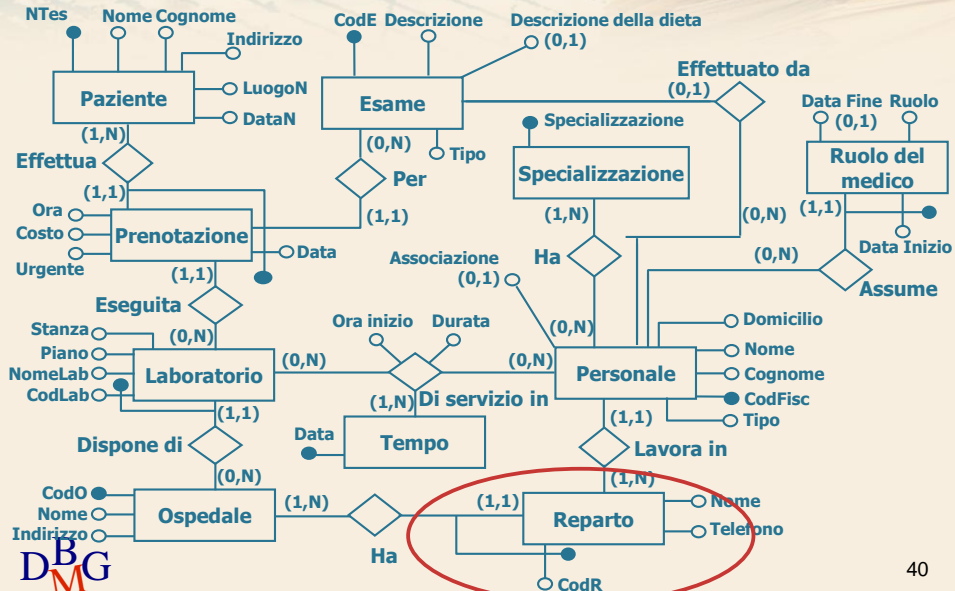 NTes
Nome Cognome
Indirizzo
LuogoN
DataN
Paziente
(1,N)
Effettua
(1,1)
CodE Descrizione
Descrizione della dieta
(0,1)
Esame
(0,N)
Tipo
Per
(1,1)
Effettuato da
(0,1)
(0,N)
Specializzazione
Specializzazione
(1,N)
Ha
(0,N)
Data Fine Ruolo
(0,1)
Ruolo del
medico
(1,1)
Data Inizio
(0,N)
Assume
Ora
Costo
Urgente
Prenotazione
Data
(1,1)
Eseguita
(0,N)
Associazione
(0,1)
Stanza
Piano
NomeLab
CodLab
Laboratorio
(1,1)
Ora inizio Durata
(0,N)
(0,N)
(1,N)
Di servizio in
Data
Tempo
Personale
Domicilio
Nome
Cognome
CodFisc
Tipo
(1,1)
Lavora in
(1,N)
Dispone di
(0,N)
CodO
Nome
Indirizzo
Ospedale
(1,N)
Ha
(1,1)
Reparto
Nome
Telefono
CodR
DBMG
40